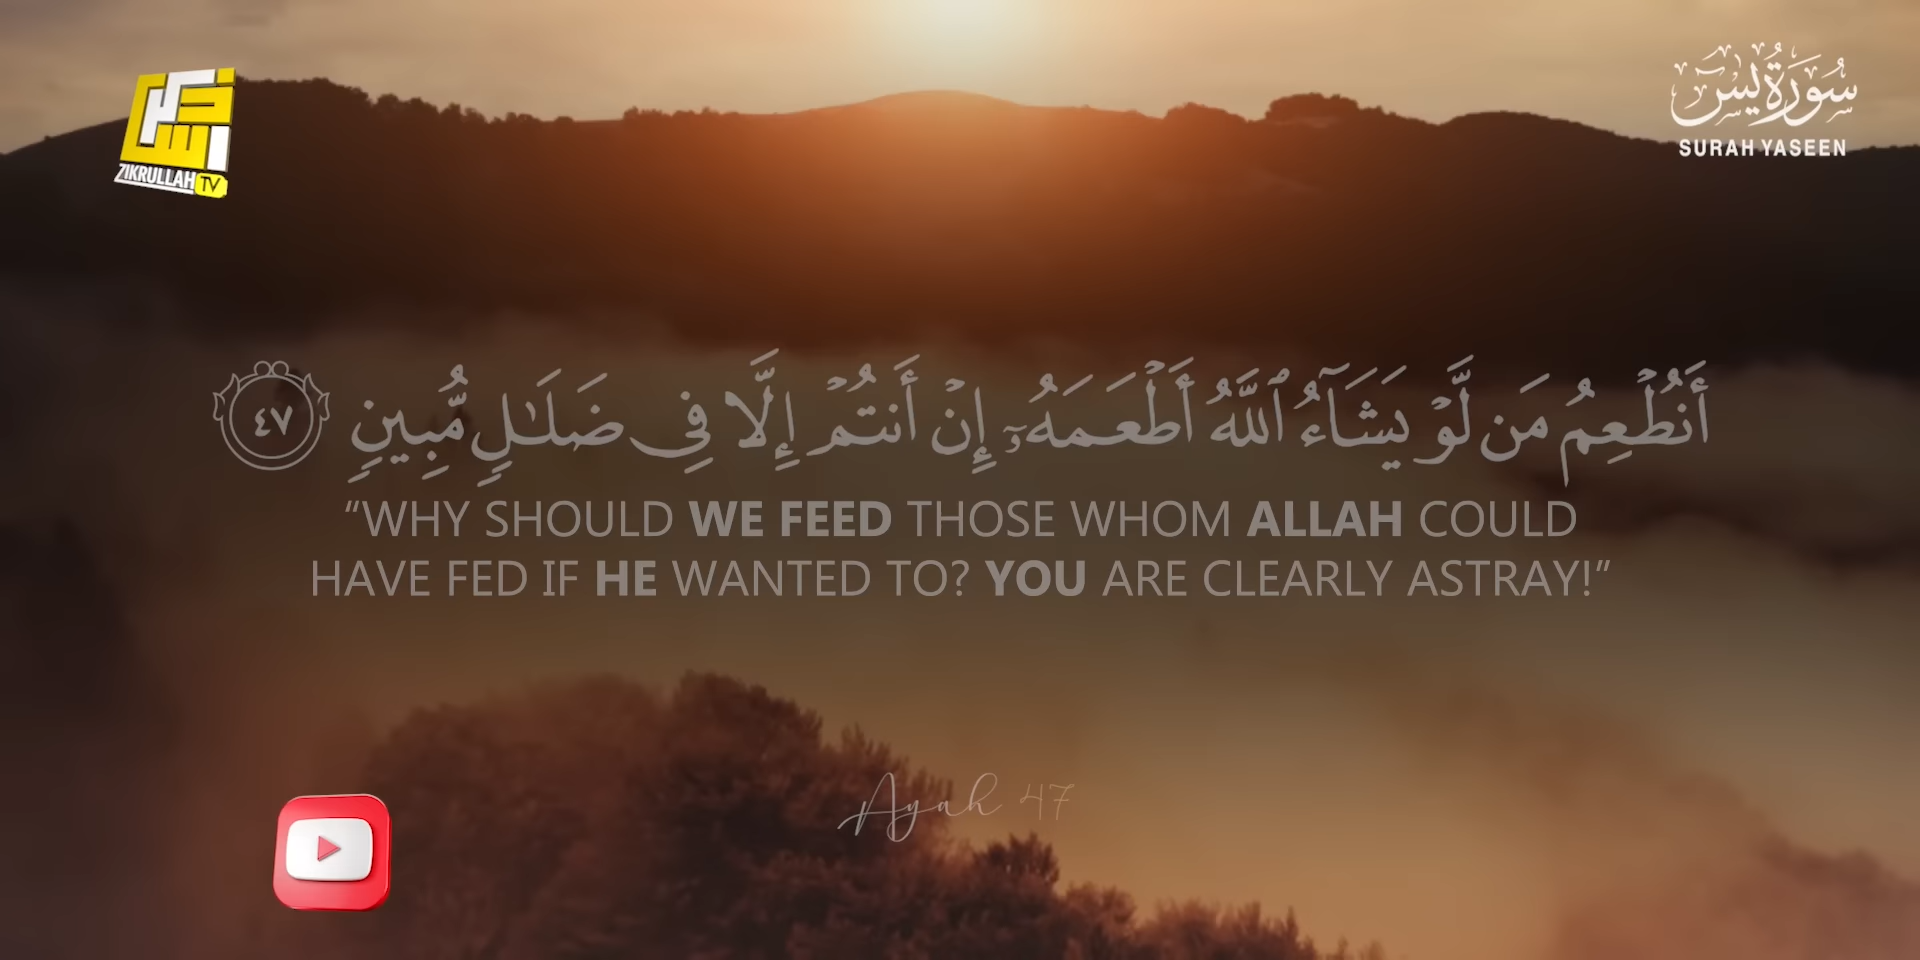 ZIKRULLAH TV
سُورَةُ يٰسٓ
SURAH YASEEN
أَنُطْعِمُ مَن لَّوْ يَشَآءُ ٱللَّهُ أَطْعَمَهُۥٓ إِنْ أَنتُمْ إِلَّا فِى ضَلَـٰلٍ مُّبِينٍ ٤٧
“WHY SHOULD WE FEED THOSE WHOM ALLAH COULD
HAVE FED IF HE WANTED TO? YOU ARE CLEARLY ASTRAY!”
Ayah 47